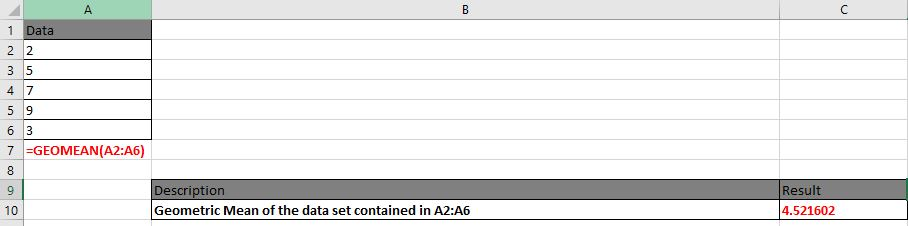 A B C
1 Data
2 2
3 5
4 7
5 9
6 3
7 =GEOMEAN(A2:A6)
8
9 Description Result
10 Geometric Mean of the data set contained in A2:A6 4.521602